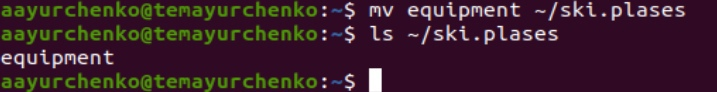 aayurchenko@temayurchenko:~$ mv equipment ~/ski.plases
aayurchenko@temayurchenko:~$ ls ~/ski.plases
equipment
aayurchenko@temayurchenko:~$